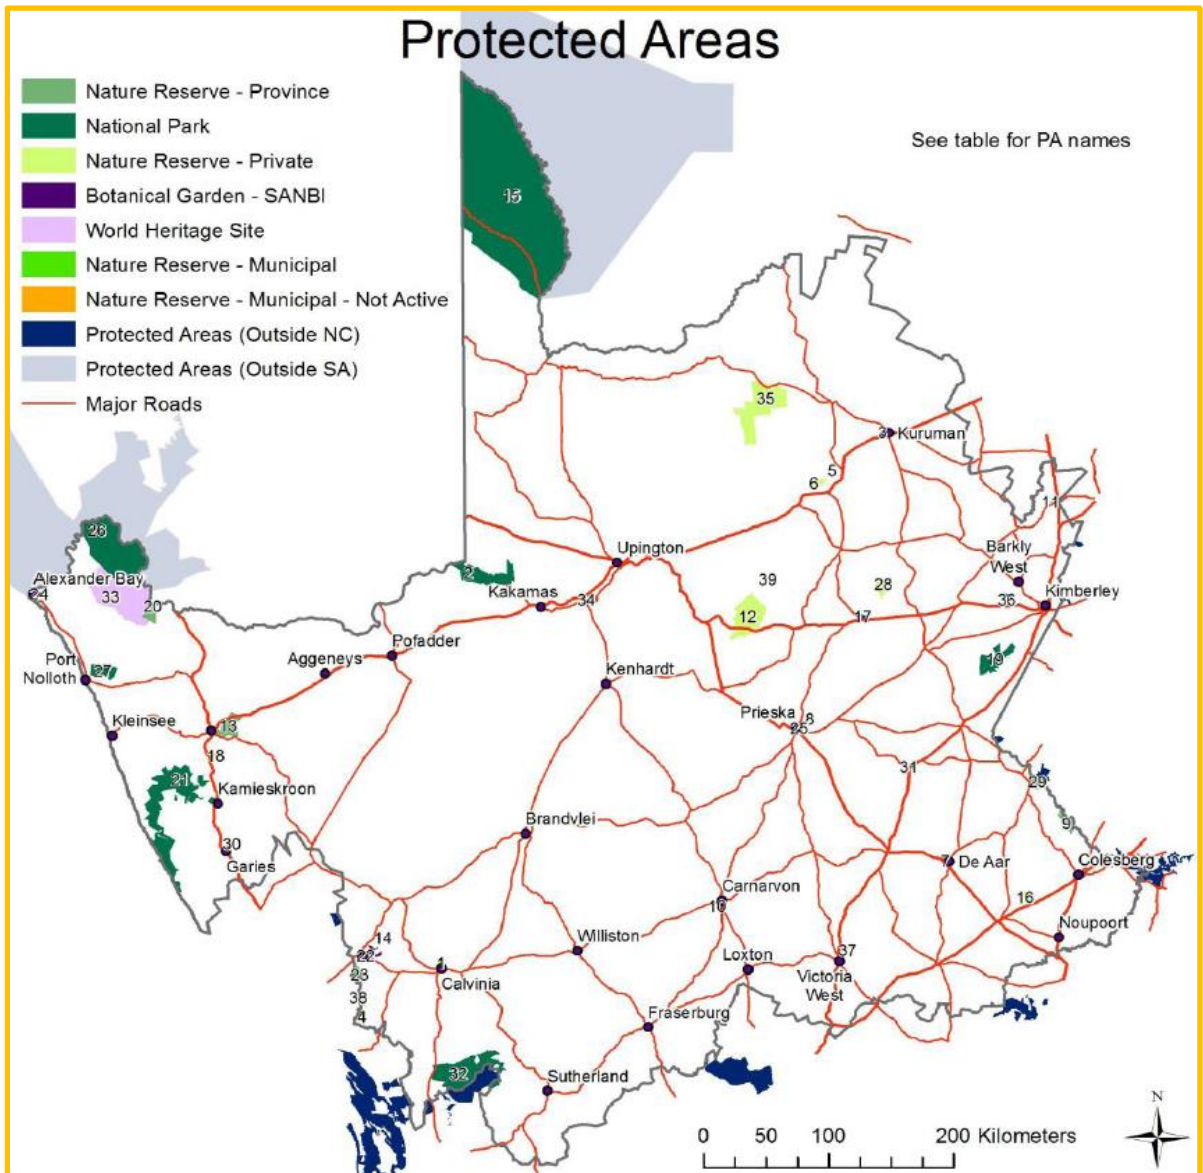 Protected Areas
Nature Reserve - Province
National Park
Nature Reserve - Private
Botanical Garden - SANBI
World Heritage Site
Nature Reserve - Municipal
Nature Reserve - Municipal - Not Active
Protected Areas (Outside NC)
Protected Areas (Outside SA)
Major Roads
See table for PA names
15
35
3 Kuruman
5
6
11
26
Upington
Barkly
West
2
Alexander Bay
24
33
20
Kakamas
34
39
28
36
Kimberley
12
17
Pofadder
Port
Nolloth
27
Aggeneys
Kenhardt
19
Kleinsee
13
Prieska
8
25
18
21
Kamieskroon
31
29
Brandvlei
9
30
Garies
7 De Aar
Colesberg
Carnarvon
10
16
14
22
Williston
Noupoort
23
1
Calvinia
Loxton
37
Victoria
West
38
4
Fraserburg
32
Sutherland
N
0 50 100 200 Kilometers